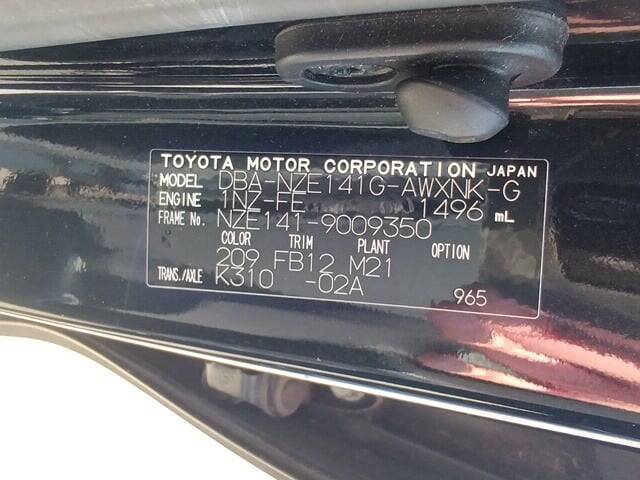 TOYOTA MOTOR CORPORATION JAPAN
MODEL DBA-NZE141G-AWXNK-G
ENGINE 1NZ-FE 1496 mL
FRAME No. NZE141-9009350
COLOR TRIM PLANT OPTION
209 FB12 M21
TRANS./AXLE K310 -02A 965